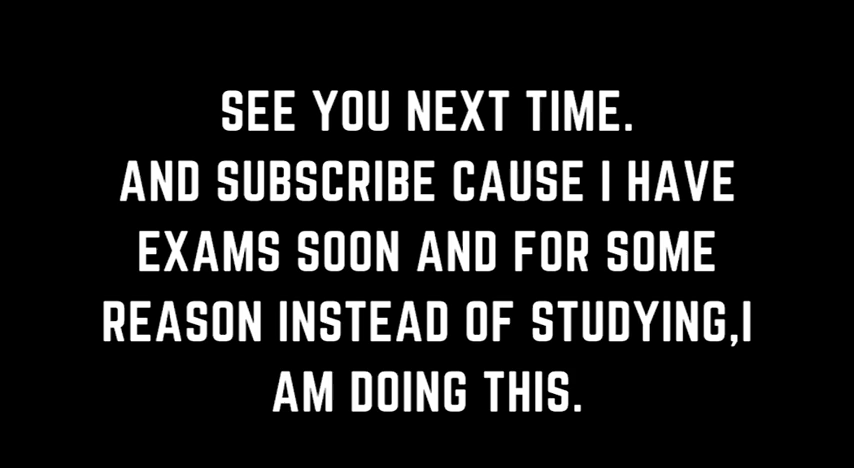 SEE YOU NEXT TIME.
AND SUBSCRIBE CAUSE I HAVE
EXAMS SOON AND FOR SOME
REASON INSTEAD OF STUDYING,I
AM DOING THIS.